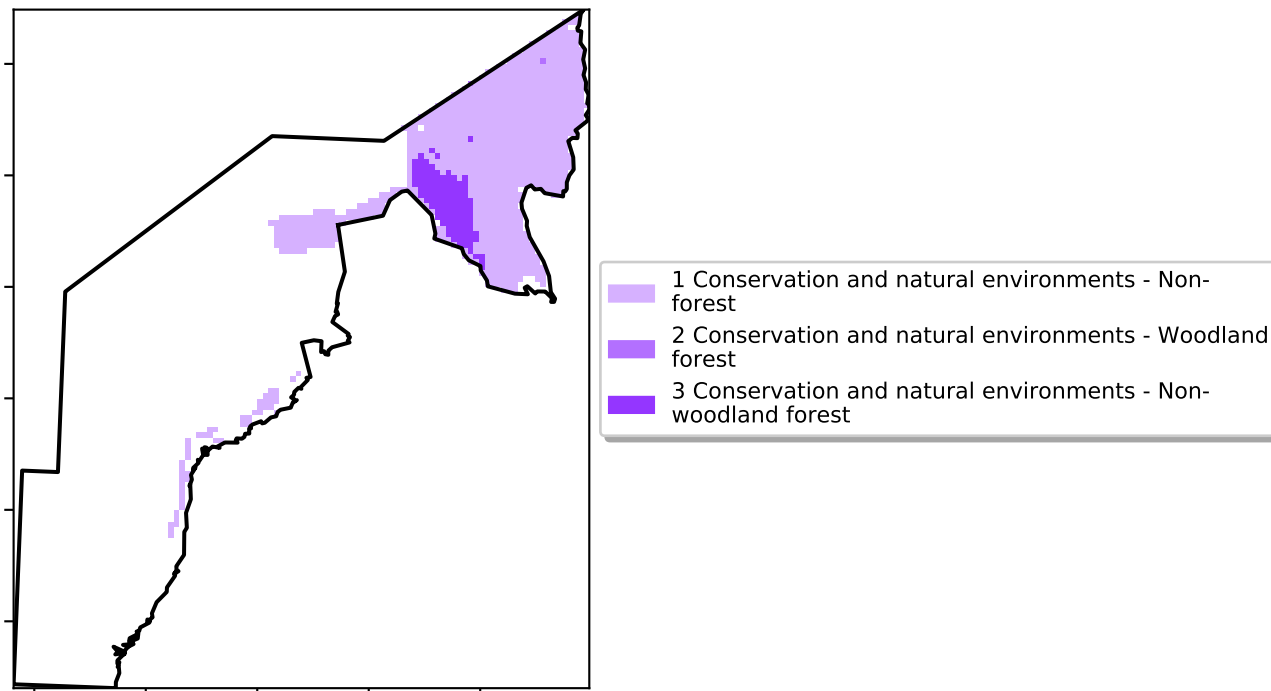 1 Conservation and natural environments - Non-
forest
2 Conservation and natural environments - Woodland
forest
3 Conservation and natural environments - Non-
woodland forest